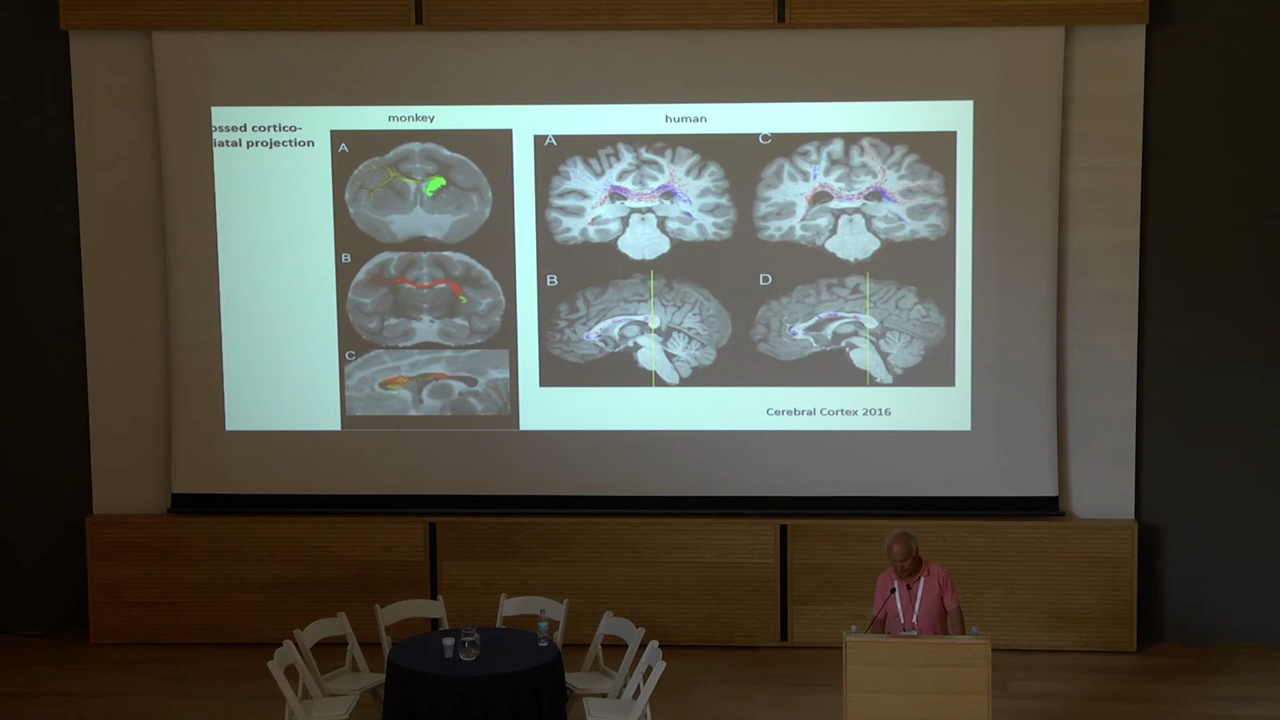 ossed cortico-
iatal projection
monkey
human
A
B
C
A
C
B
D
Cerebral Cortex 2016